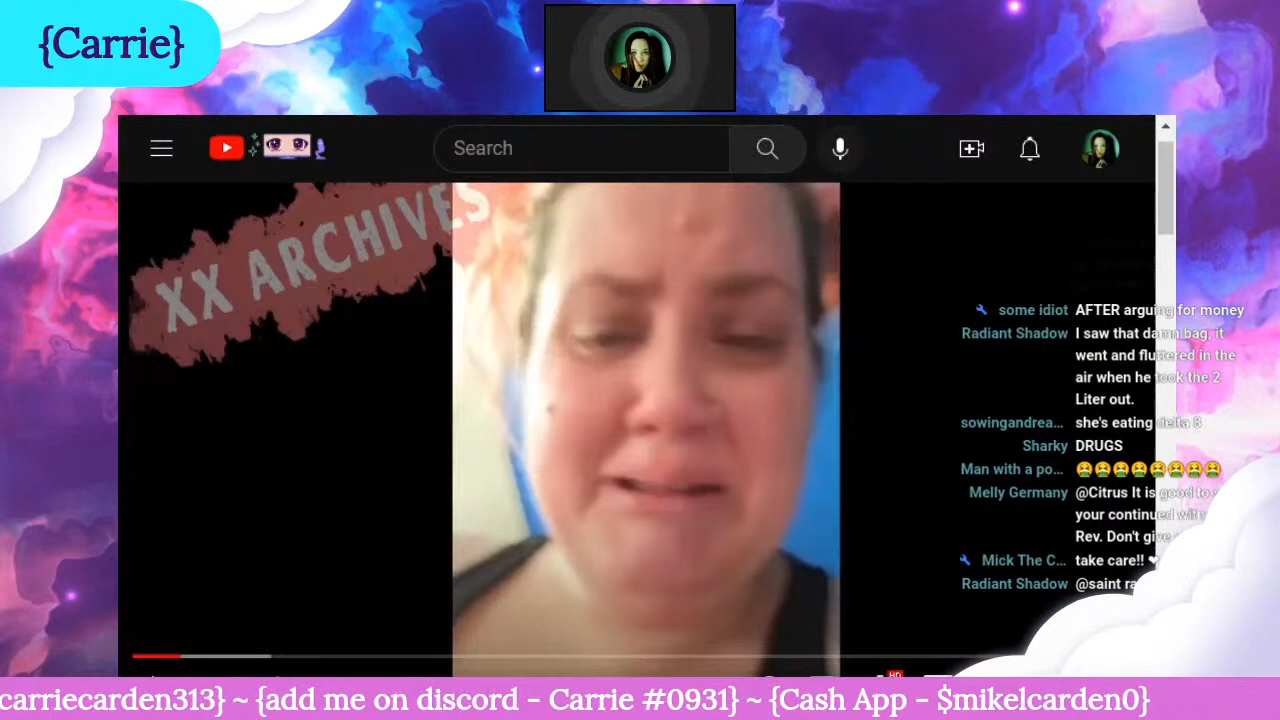 {Carrie}
Search
XX ARCHIVES
some idiot AFTER arguing for money
Radiant Shadow I saw that damn bag, it
went and fluttered in the
air when he took the 2
Liter out.
sowingandrea... she's eating delta 8
Sharky DRUGS
Man with a po... 🤮🤮🤮🤮🤮🤮🤮🤮
Melly Germany @Citrus It is good to
your continued
Rev. Don't give
Mick The C... take care!! ❤
Radiant Shadow @saint
HD
carriecarden313} ~ {add me on discord - Carrie #0931} ~ {Cash App - $mikelcarden0}